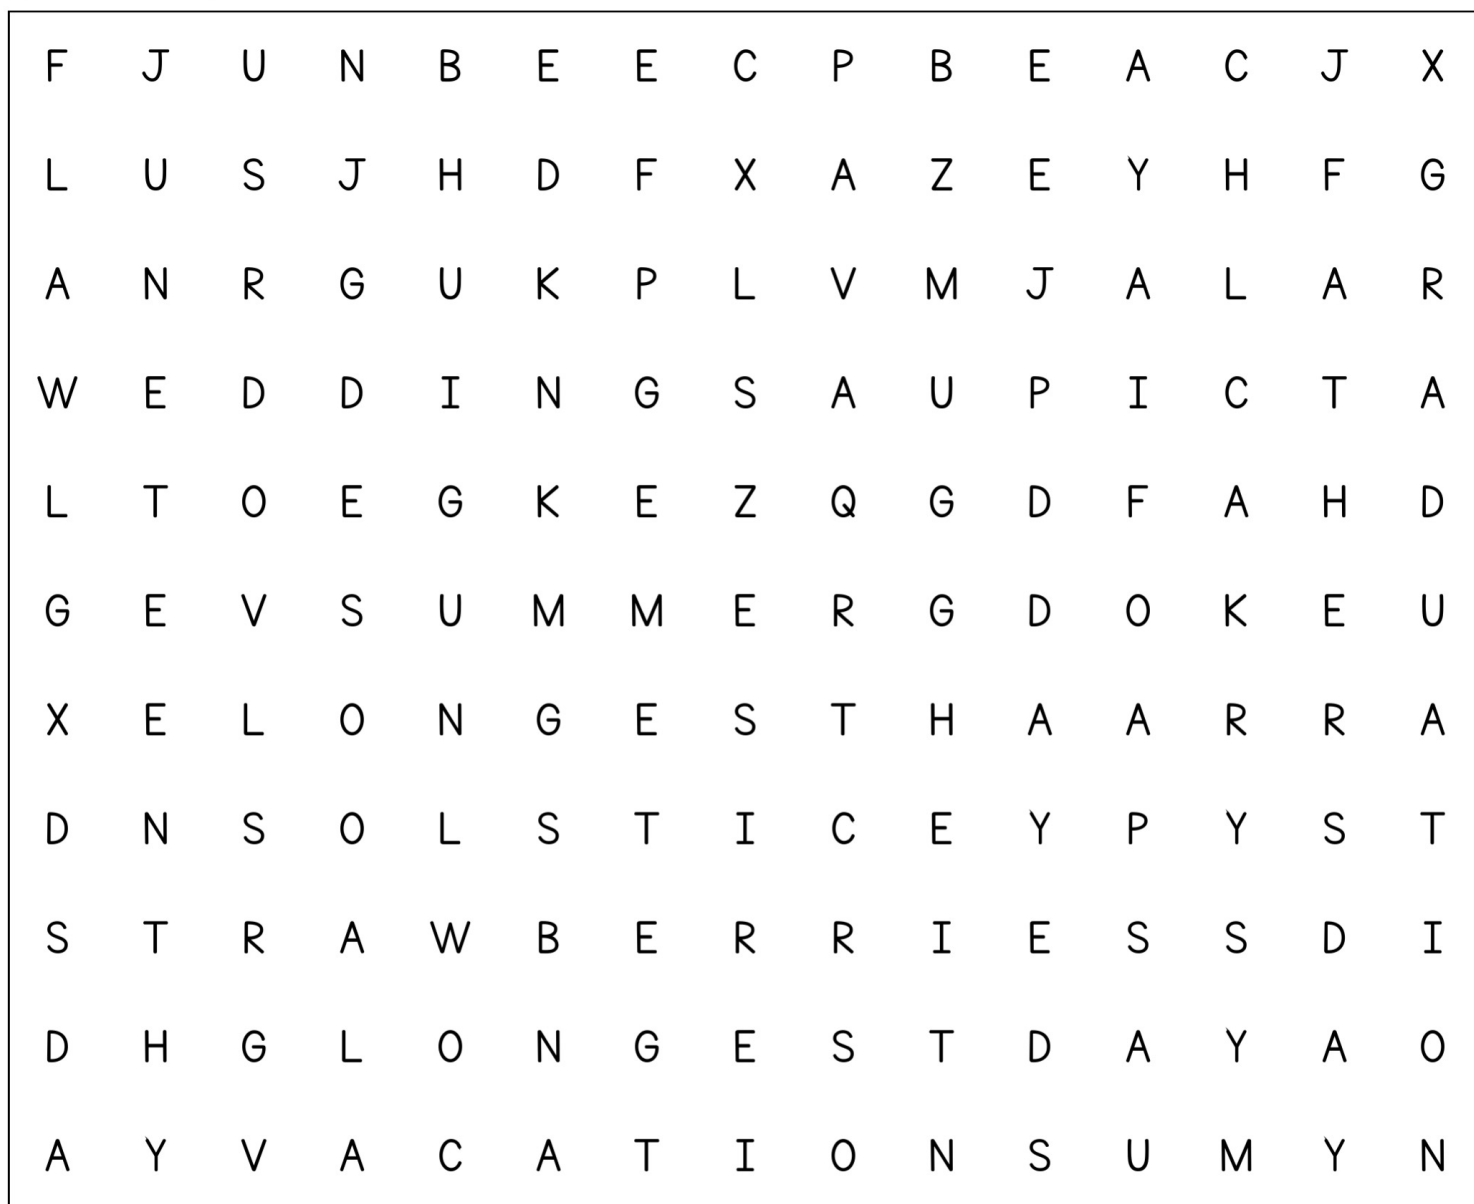 F J U N B E E C P B E A C J X
L U S J H D F X A Z E Y H F G
A N R G U K P L V M J A L A R
W E D D I N G S A U P I C T A
L T O E G K E Z Q G D F A H D
G E V S U M M E R G D O K E U
X E L O N G E S T H A A R R A
D N S O L S T I C E Y P Y S T
S T R A W B E R R I E S S D I
D H G L O N G E S T D A Y A O
A Y V A C A T I O N S U M Y N